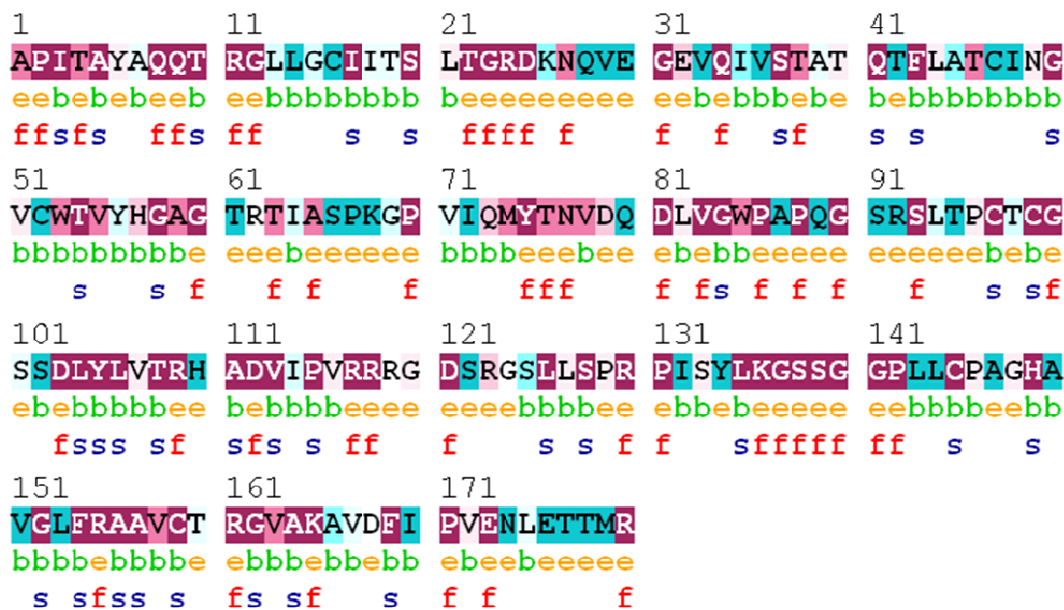 1 11 21 31 41
APITAYAQQT RGLLGCIITS LTGRDKNQVE GEVQIVSTAT QTFLATCING
eebebebeeb eebbbbbbbb beeeeeeeee eebebbbebe bebbbbbbbb
ffsfs ffs ff s s ffff f f f sf s s s
51 61 71 81 91
VCWTVYHGAG TRTIASPKGP VIQMYTNVDQ DLVGWPAPQG SRSLTPCTCG
bbbbbbbbbe eebebeeeee bbbbeeebee ebebbeeeee eeeeeebebe
s s f f f f fff f fs f f f f s sf
101 111 121 131 141
SSDLYLVTRH ADVIPVRRRG DSRGSLLSPR PISYLKGSSG GPLLCPAGHA
ebebbbbbee bebbbbeeee eeeebbbbee ebbebeeeee eebbbbeebb
fsss sf sfs s ff f s s f f sfffff ff s s
151 161 171
VGLFRAAVCT RGVAKAVDFI PVENLETTMR
bbbbebbbbe ebbbebbebb ebeebeeeee
s sfss s fs sf s f f f